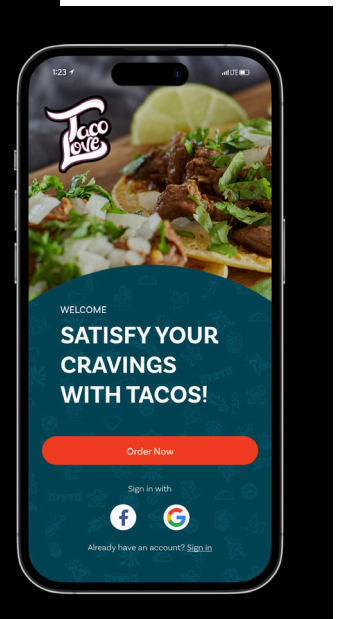 1:23
LTE
Taco
Love
WELCOME
SATISFY YOUR
CRAVINGS
WITH TACOS!
Order Now
Sign in with
f G
Already have an account? Sign in